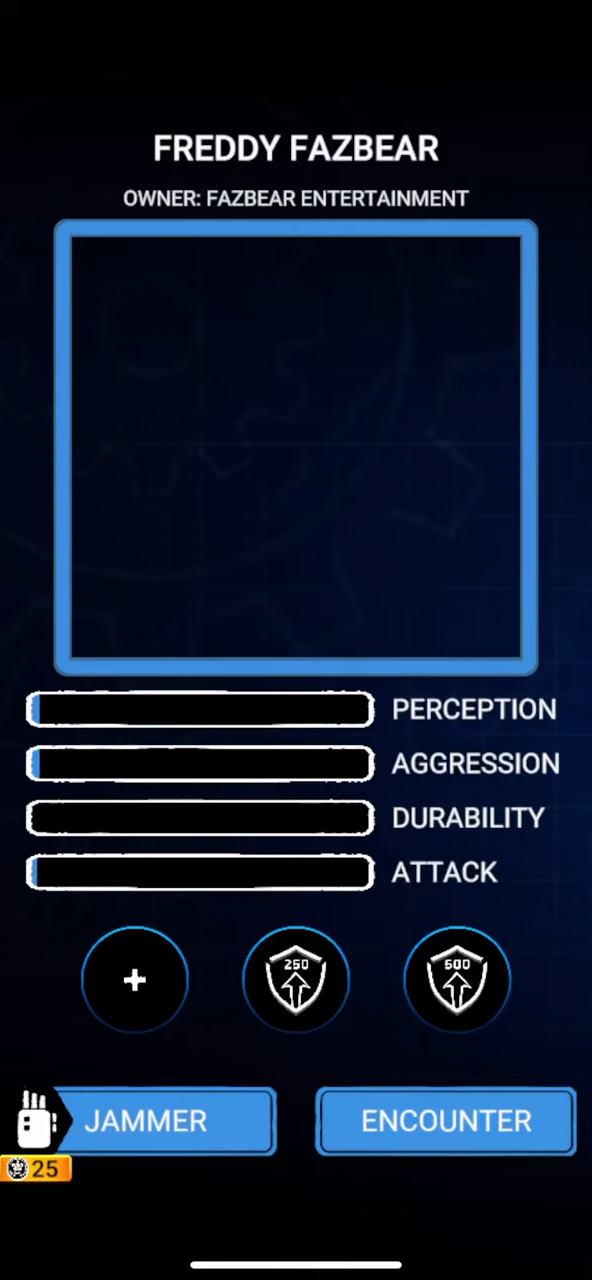 FREDDY FAZBEAR
OWNER: FAZBEAR ENTERTAINMENT
PERCEPTION
AGGRESSION
DURABILITY
ATTACK
+
250
500
JAMMER
ENCOUNTER
25